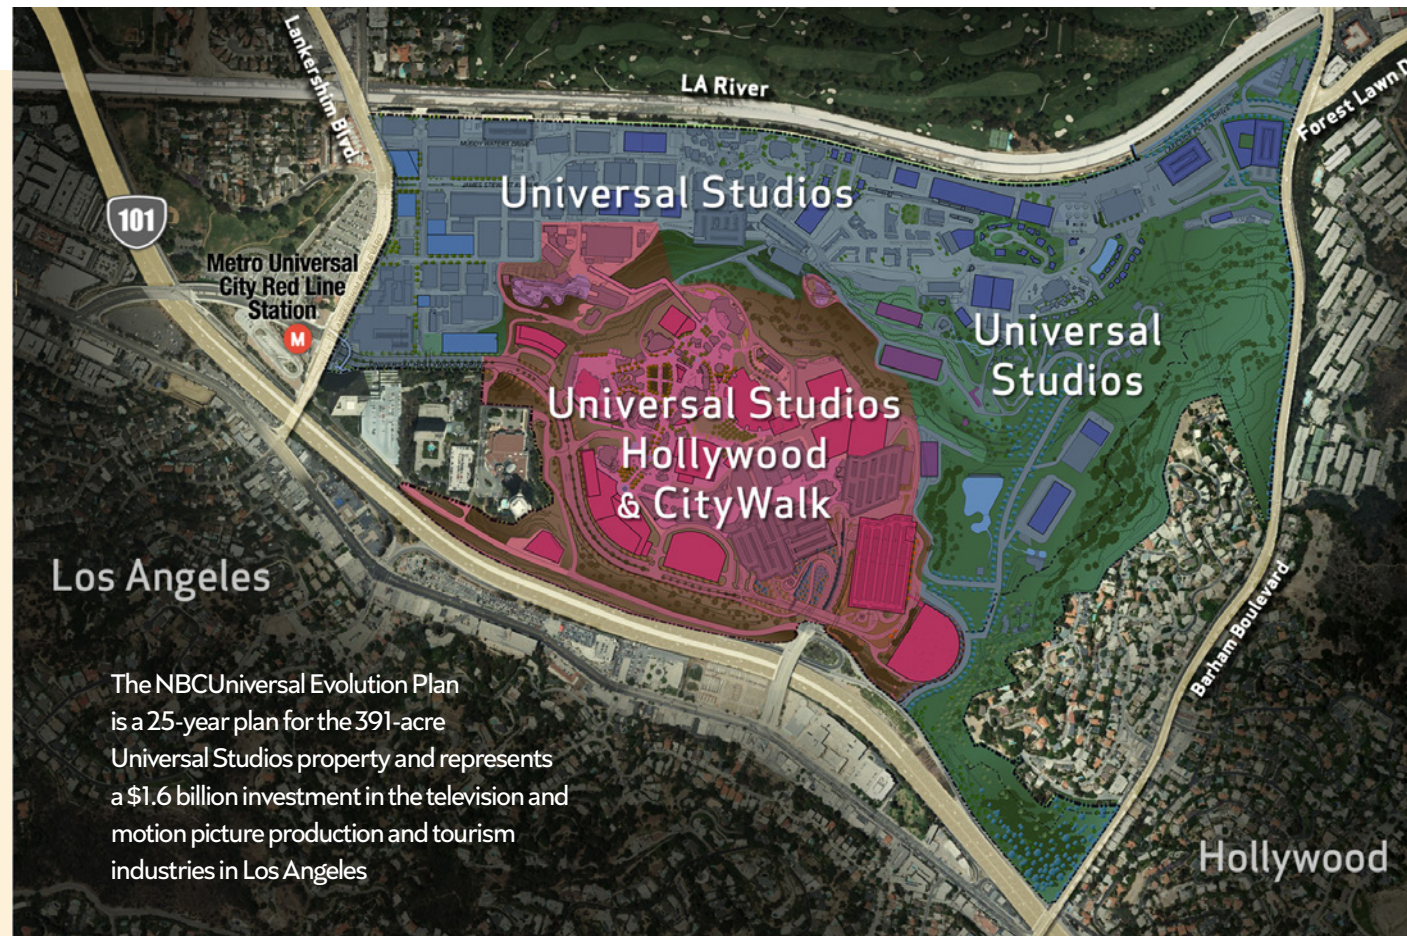 Lankershim Blvd
LA River
Forest Lawn D
MUDDY WATERS DRIVE
Universal Studios
101
Metro Universal
City Red Line
Station
M
Universal
Studios
Universal Studios
Hollywood
& CityWalk
Los Angeles
Barham Boulevard
The NBCUniversal Evolution Plan
is a 25-year plan for the 391-acre
Universal Studios property and represents
a $1.6 billion investment in the television and
motion picture production and tourism
industries in Los Angeles
Hollywood